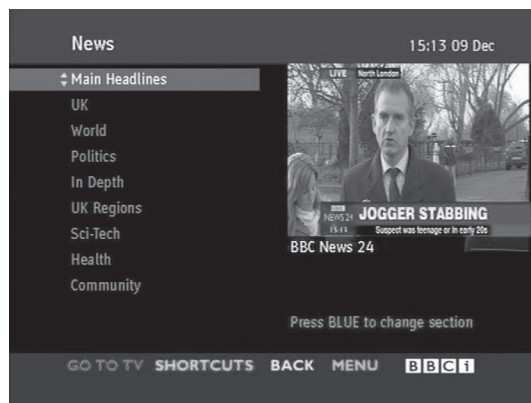 News
15:13 09 Dec
Main Headlines
UK
World
Politics
In Depth
UK Regions
Sci-Tech
Health
Community
LIVE North London
BBC
NEWS 24
15:13
JOGGER STABBING
Suspect was teenage or in early 20s
BBC News 24
Press BLUE to change section
GO TO TV SHORTCUTS BACK MENU BBCi